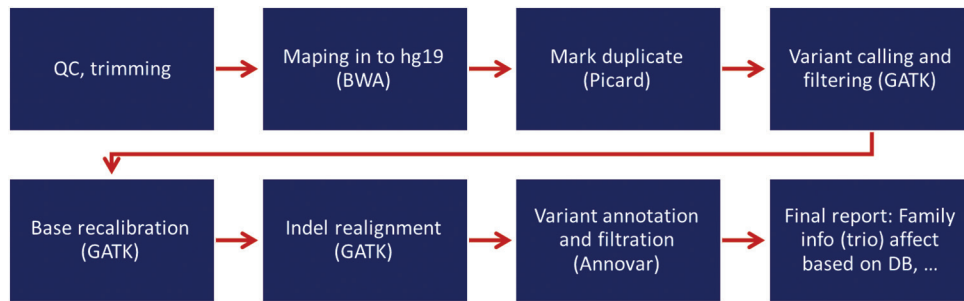 QC, trimming
Maping in to hg19
(BWA)
Mark duplicate
(Picard)
Variant calling and
filtering (GATK)
Base recalibration
(GATK)
Indel realignment
(GATK)
Variant annotation
and filtration
(Annovar)
Final report: Family
info (trio) affect
based on DB, ...